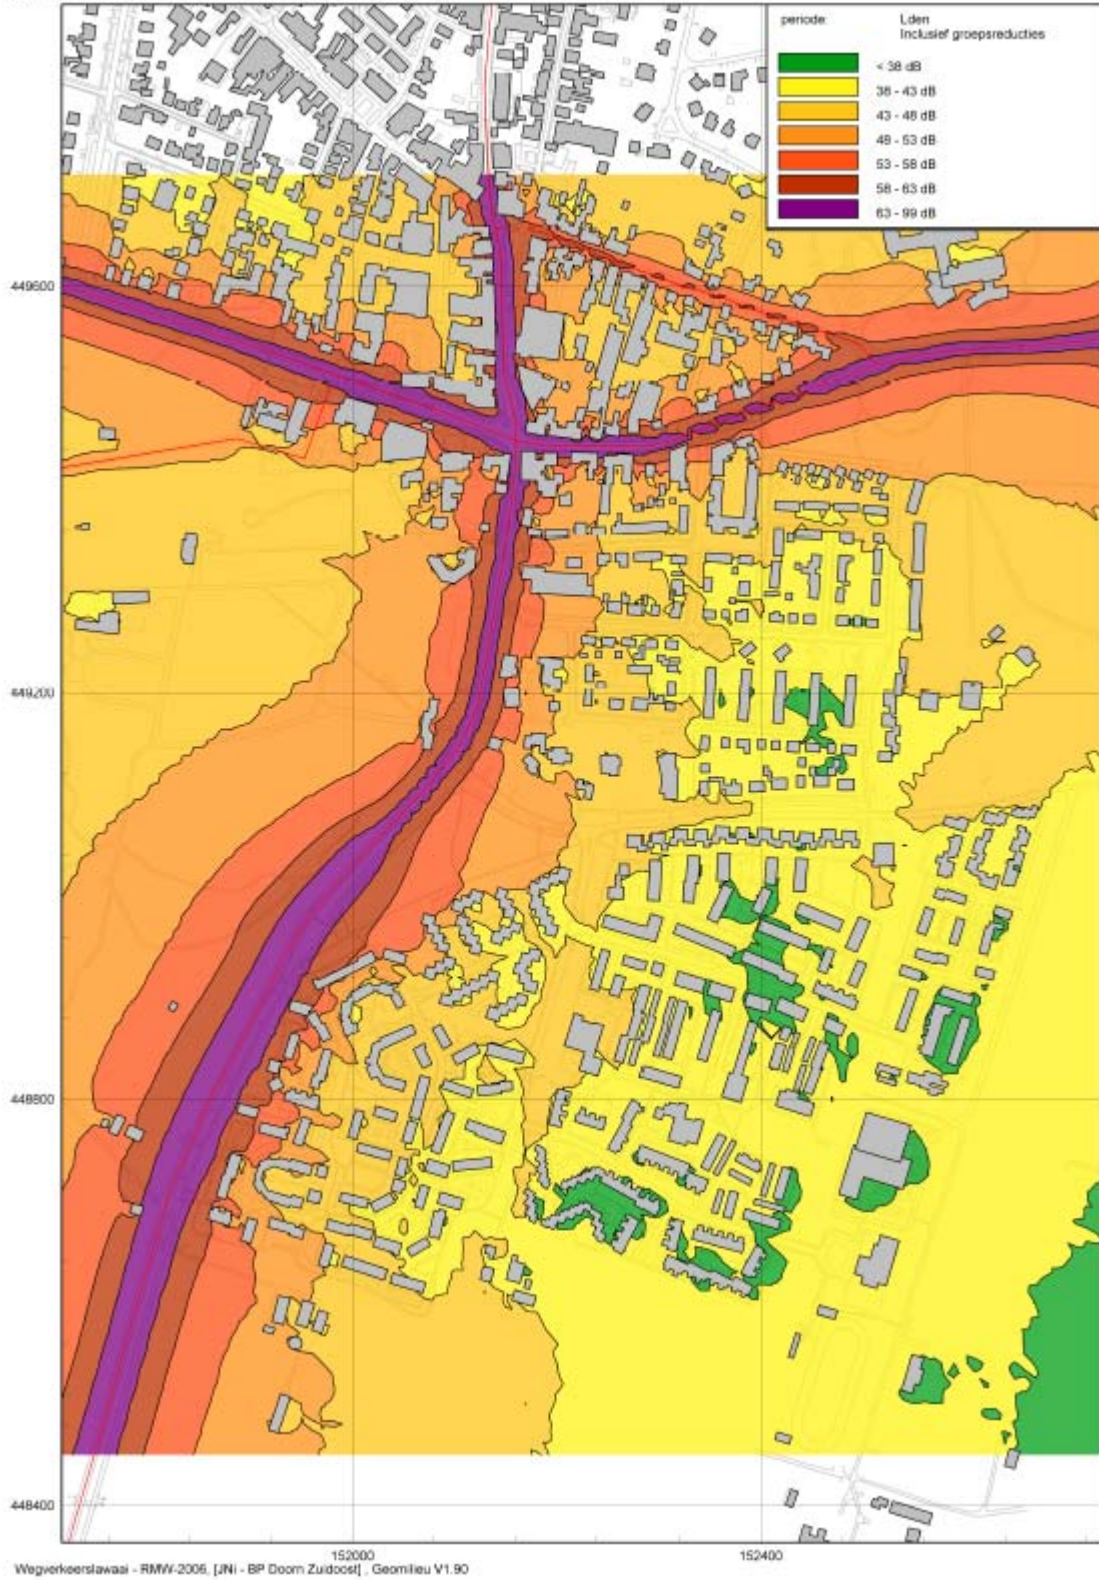 periode: Lden
Inclusief groepsreducties
< 38 dB
38 - 43 dB
43 - 48 dB
48 - 53 dB
53 - 58 dB
58 - 63 dB
63 - 99 dB
449600
449200
448800
448400
152000 152400
Wegverkeerslawaai - RMW-2006, [JNi - BP Doorn Zuidoost] , Geomilieu V1.90